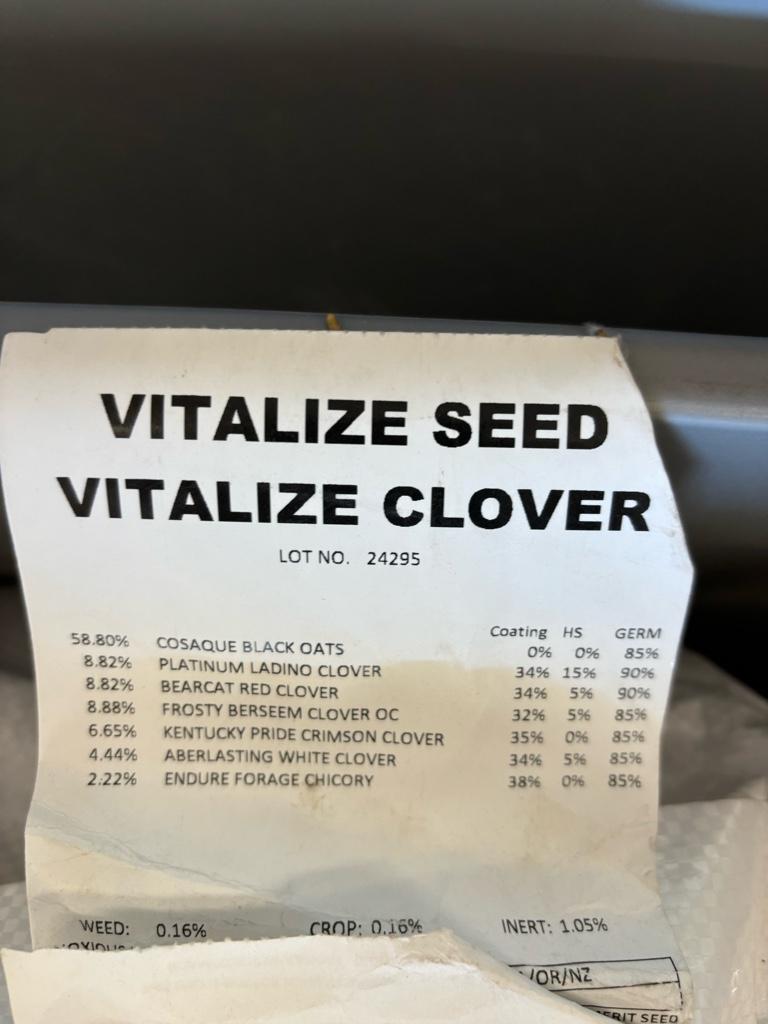 VITALIZE SEED
VITALIZE CLOVER
LOT NO. 24295
Coating HS GERM
58.80% COSAQUE BLACK OATS 0% 0% 85%
8.82% PLATINUM LADINO CLOVER 34% 15% 90%
8.82% BEARCAT RED CLOVER 34% 5% 90%
8.88% FROSTY BERSEEM CLOVER OC 32% 5% 85%
6.65% KENTUCKY PRIDE CRIMSON CLOVER 35% 0% 85%
4.44% ABERLASTING WHITE CLOVER 34% 5% 85%
2.22% ENDURE FORAGE CHICORY 38% 0% 85%
WEED: 0.16% CROP: 0.16% INERT: 1.05%
/OR/NZ
SEED